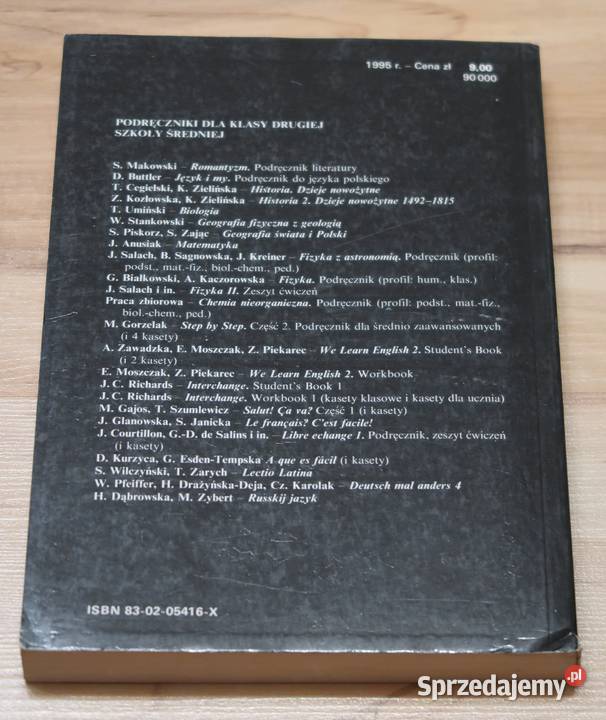 1995 r. – Cena zł 9,00
90 000
PODRĘCZNIKI DLA KLASY DRUGIEJ
SZKOŁY ŚREDNIEJ
S. Makowski – Romantyzm. Podręcznik literatury
D. Buttler – Język i my. Podręcznik do języka polskiego
T. Cegielski, K. Zielińska – Historia. Dzieje nowożytne
Z. Kozłowska, K. Zielińska – Historia 2. Dzieje nowożytne 1492–1815
T. Umiński – Biologia
W. Stankowski – Geografia fizyczna z geologią
S. Piskorz, S. Zając – Geografia świata i Polski
J. Anusiak – Matematyka
J. Salach, B. Sagnowska, J. Kreiner – Fizyka z astronomią. Podręcznik (profil:
podst., mat.-fiz., biol.-chem., ped.)
G. Białkowski, A. Kaczorowska – Fizyka. Podręcznik (profil: hum., klas.)
J. Salach i in. – Fizyka II. Zeszyt ćwiczeń
Praca zbiorowa – Chemia nieorganiczna. Podręcznik (profil: podst., mat.-fiz.,
biol.-chem., ped.)
M. Gorzelak – Step by Step. Część 2. Podręcznik dla średnio zaawansowanych
(i 4 kasety)
A. Zawadzka, E. Moszczak, Z. Piekarec – We Learn English 2. Student's Book
(i 2 kasety)
E. Moszczak, Z. Piekarec – We Learn English 2. Workbook
J. C. Richards – Interchange. Student's Book 1
J. C. Richards – Interchange. Workbook 1 (kasety klasowe i kasety dla ucznia)
M. Gajos, T. Szumlewicz – Salut! Ça va? Część 1 (i kasety)
J. Glanowska, S. Janicka – Le français? C'est facile!
J. Courtillon, G.-D. de Salins i in. – Libre echange 1. Podręcznik, zeszyt ćwiczeń
(i kasety)
D. Kurzyca, G. Esden-Tempska A que es fácil (i kasety)
S. Wilczyński, T. Zarych – Lectio Latina
W. Pfeiffer, H. Drażyńska-Deja, Cz. Karolak – Deutsch mal anders 4
H. Dąbrowska, M. Zybert – Russkij jazyk
ISBN 83-02-05416-X
Sprzedajemy.pl